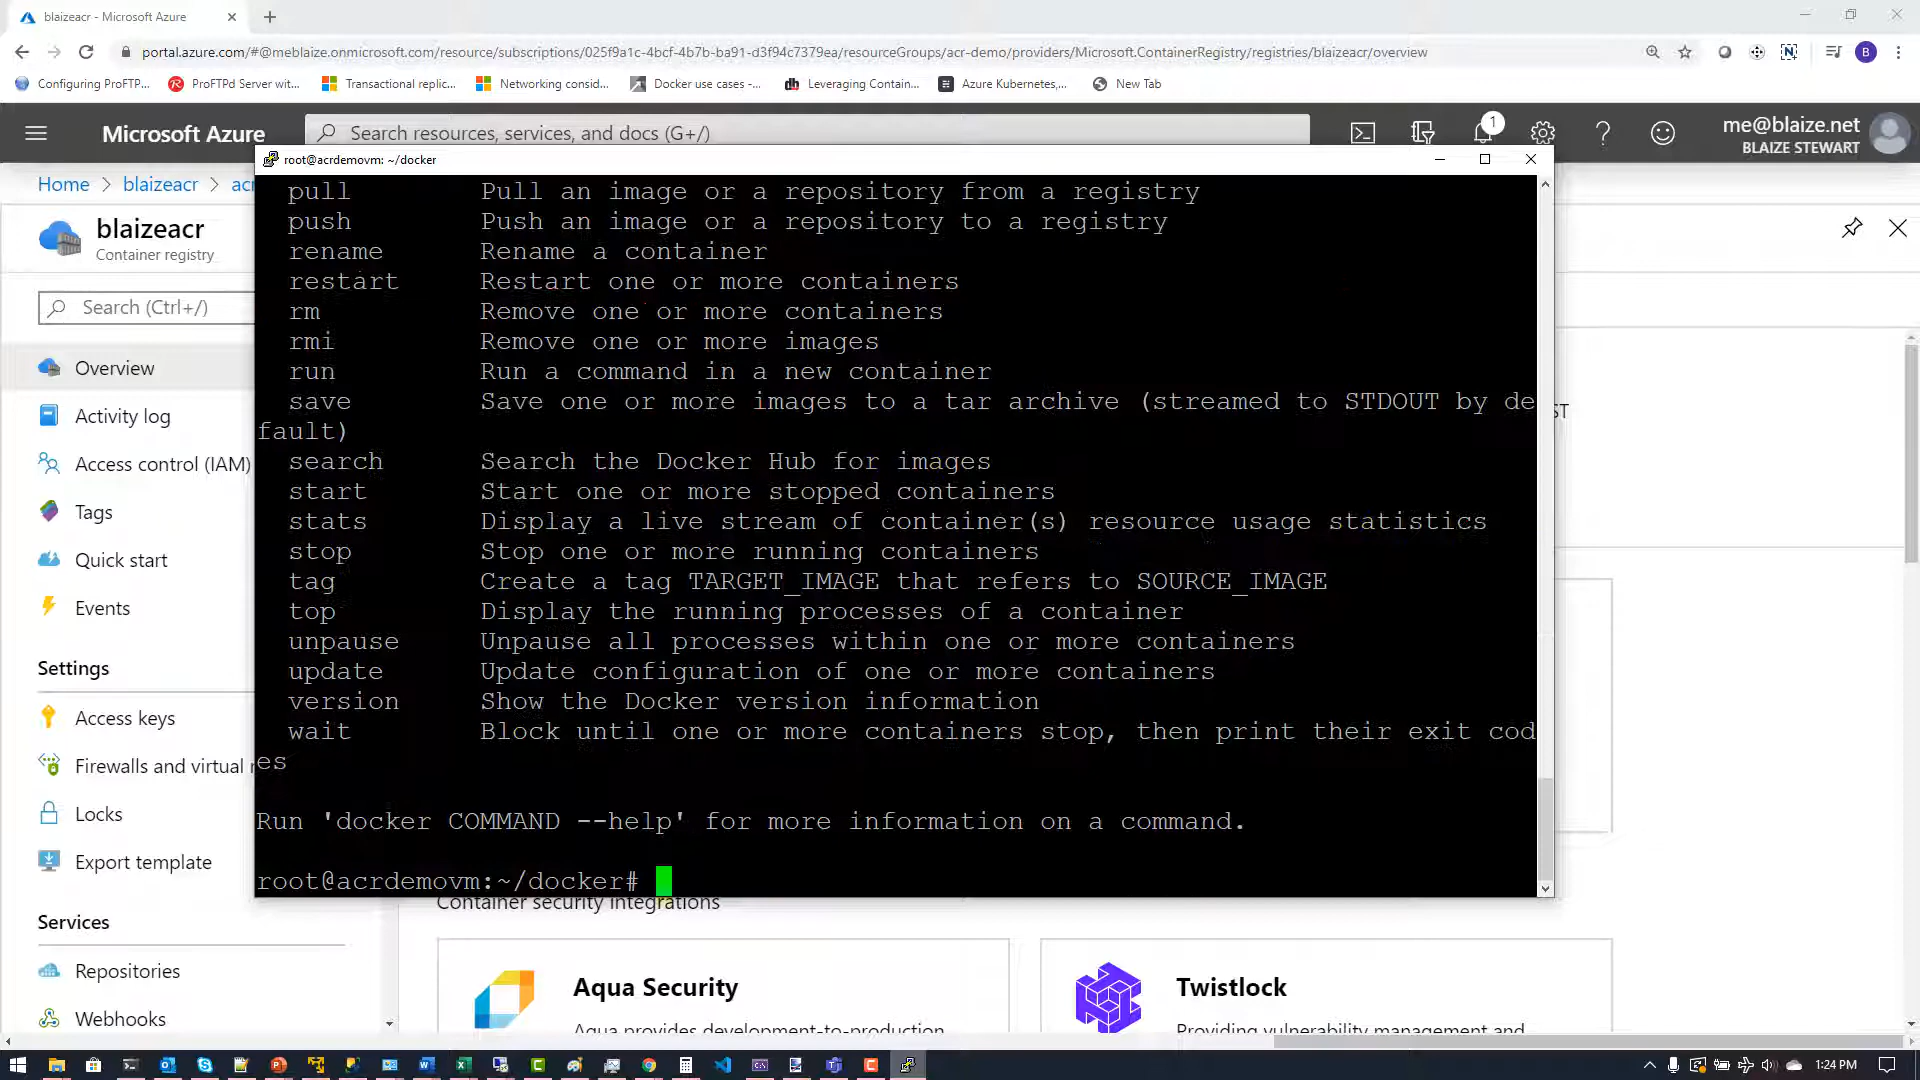 blaizeacr - Microsoft Azure
portal.azure.com/#@meblaize.onmicrosoft.com/resource/subscriptions/025f9a1c-4bcf-4b7b-ba91-d3f94c7379ea/resourceGroups/acr-demo/providers/Microsoft.ContainerRegistry/registries/blaizeacr/overview
B
Configuring ProFTP... ProFTPd Server wit... Transactional replic... Networking consid... Docker use cases -... Leveraging Contain... Azure Kubernetes,... New Tab
Microsoft Azure
Search resources, services, and docs (G+/)
1
me@blaize.net
BLAIZE STEWART
Home > blaizeacr > acr
blaizeacr
Container registry
Search (Ctrl+/)
Overview
Activity log
Access control (IAM)
Tags
Quick start
Events
Settings
Access keys
Firewalls and virtual
Locks
Export template
Services
Repositories
Webhooks
root@acrdemovm: ~/docker
pull Pull an image or a repository from a registry
push Push an image or a repository to a registry
rename Rename a container
restart Restart one or more containers
rm Remove one or more containers
rmi Remove one or more images
run Run a command in a new container
save Save one or more images to a tar archive (streamed to STDOUT by de
fault)
search Search the Docker Hub for images
start Start one or more stopped containers
stats Display a live stream of container(s) resource usage statistics
stop Stop one or more running containers
tag Create a tag TARGET_IMAGE that refers to SOURCE_IMAGE
top Display the running processes of a container
unpause Unpause all processes within one or more containers
update Update configuration of one or more containers
version Show the Docker version information
wait Block until one or more containers stop, then print their exit cod
es
Run 'docker COMMAND --help' for more information on a command.
root@acrdemovm:~/docker#
ST
Container security integrations
Aqua Security
Aqua provides development-to-production
Twistlock
Providing vulnerability management and
1:24 PM